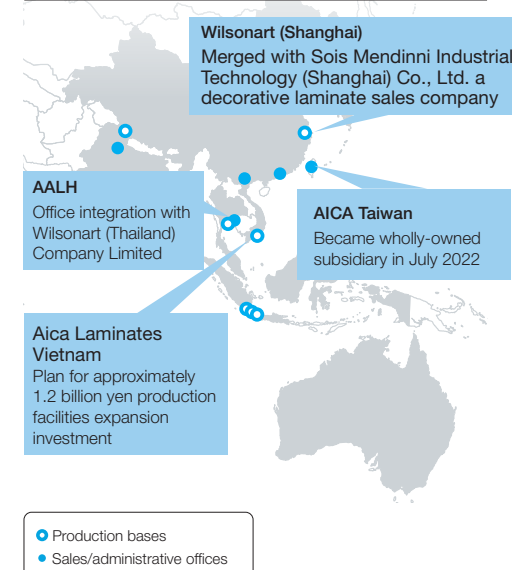 Wilsonart (Shanghai)
Merged with Sois Mendinni Industrial
Technology (Shanghai) Co., Ltd. a
decorative laminate sales company
AALH
Office integration with
Wilsonart (Thailand)
Company Limited
AICA Taiwan
Became wholly-owned
subsidiary in July 2022
Aica Laminates
Vietnam
Plan for approximately
1.2 billion yen production
facilities expansion
investment
Production bases
Sales/administrative offices